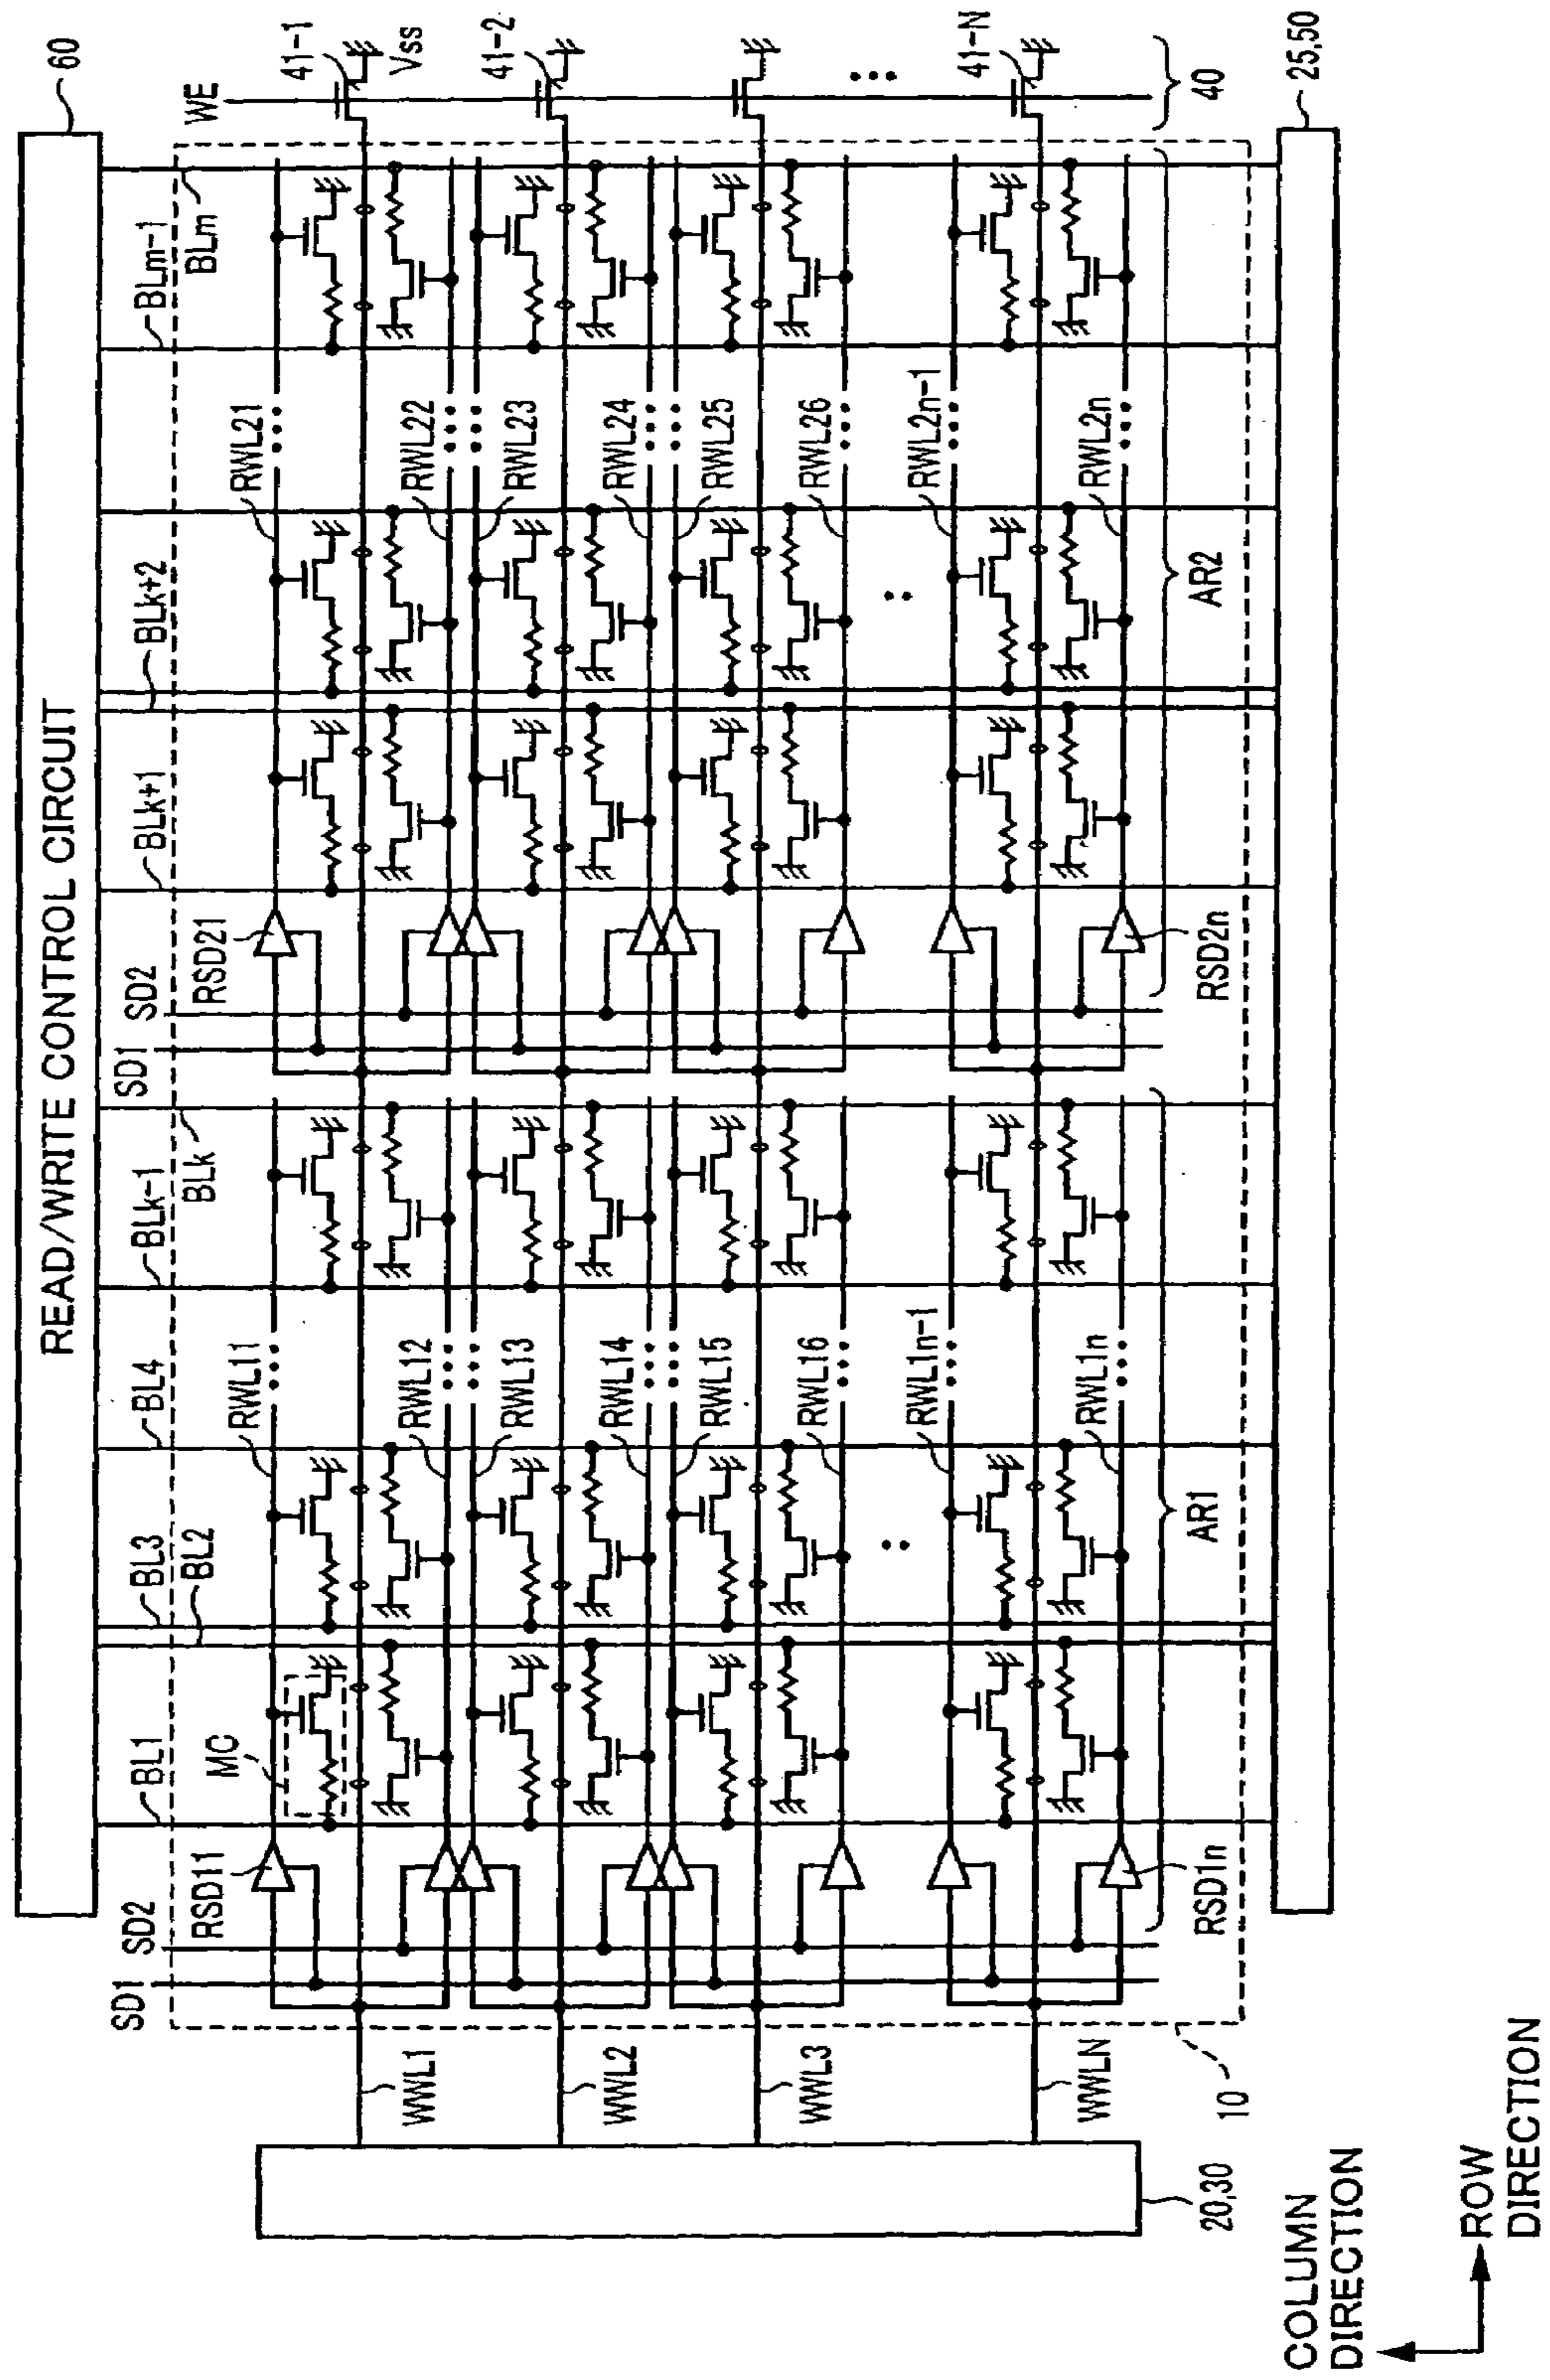 READ/WRITE CONTROL CIRCUIT
60
SD1
SD2
BL1
BL2
BL3
BL4
BLk-1
BLk
SD1
SD2
BLk+1
BLk+2
BLm-1
BLm
WE
RSD11
MC
RWL11
RSD21
RWL21
41-1
Vss
WWL1
RWL12
RWL22
RWL13
RWL23
41-2
WWL2
RWL14
RWL24
RWL15
RWL25
WWL3
RWL16
RWL26
RWL1n-1
RWL2n-1
41-N
WWLN
RWL1n
RWL2n
RSD1n
RSD2n
AR1
AR2
40
10
20,30
25,50
COLUMN
DIRECTION
ROW
DIRECTION